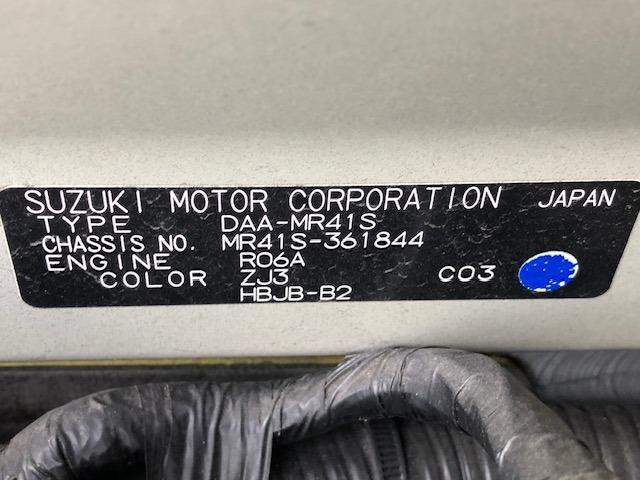 SUZUKI MOTOR CORPORATION JAPAN
TYPE DAA-MR41S
CHASSIS NO. MR41S-361844
ENGINE R06A
COLOR ZJ3 C03
HBJB-B2